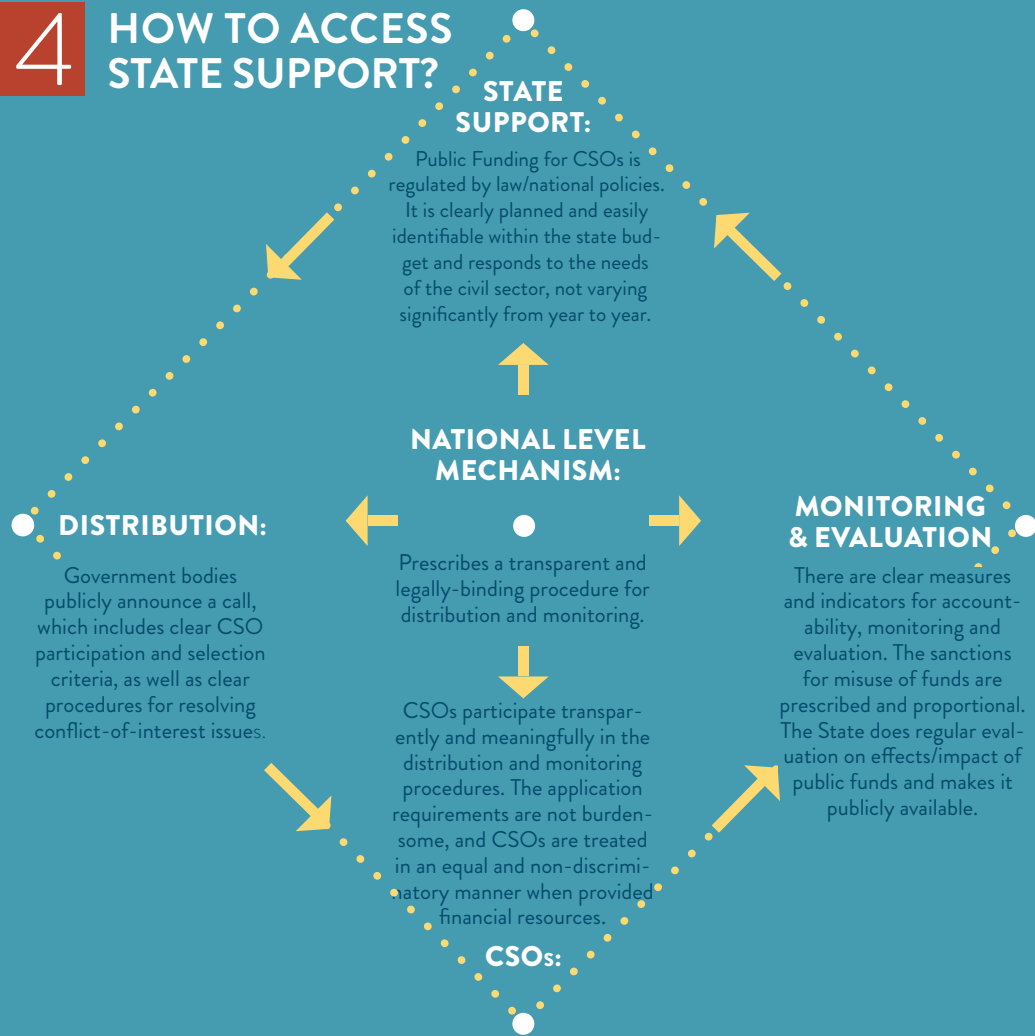 4
HOW TO ACCESS
STATE SUPPORT?
STATE
SUPPORT:
Public Funding for CSOs is
regulated by law/national policies.
It is clearly planned and easily
identifiable within the state bud-
get and responds to the needs
of the civil sector, not varying
significantly from year to year.
NATIONAL LEVEL
MECHANISM:
Prescribes a transparent and
legally-binding procedure for
distribution and monitoring.
DISTRIBUTION:
Government bodies
publicly announce a call,
which includes clear CSO
participation and selection
criteria, as well as clear
procedures for resolving
conflict-of-interest issues.
MONITORING
& EVALUATION
There are clear measures
and indicators for account-
ability, monitoring and
evaluation. The sanctions
for misuse of funds are
prescribed and proportional.
The State does regular eval-
uation on effects/impact of
public funds and makes it
publicly available.
CSOs participate transpar-
ently and meaningfully in the
distribution and monitoring
procedures. The application
requirements are not burden-
some, and CSOs are treated
in an equal and non-discrimi-
natory manner when provided
financial resources.
CSOs: